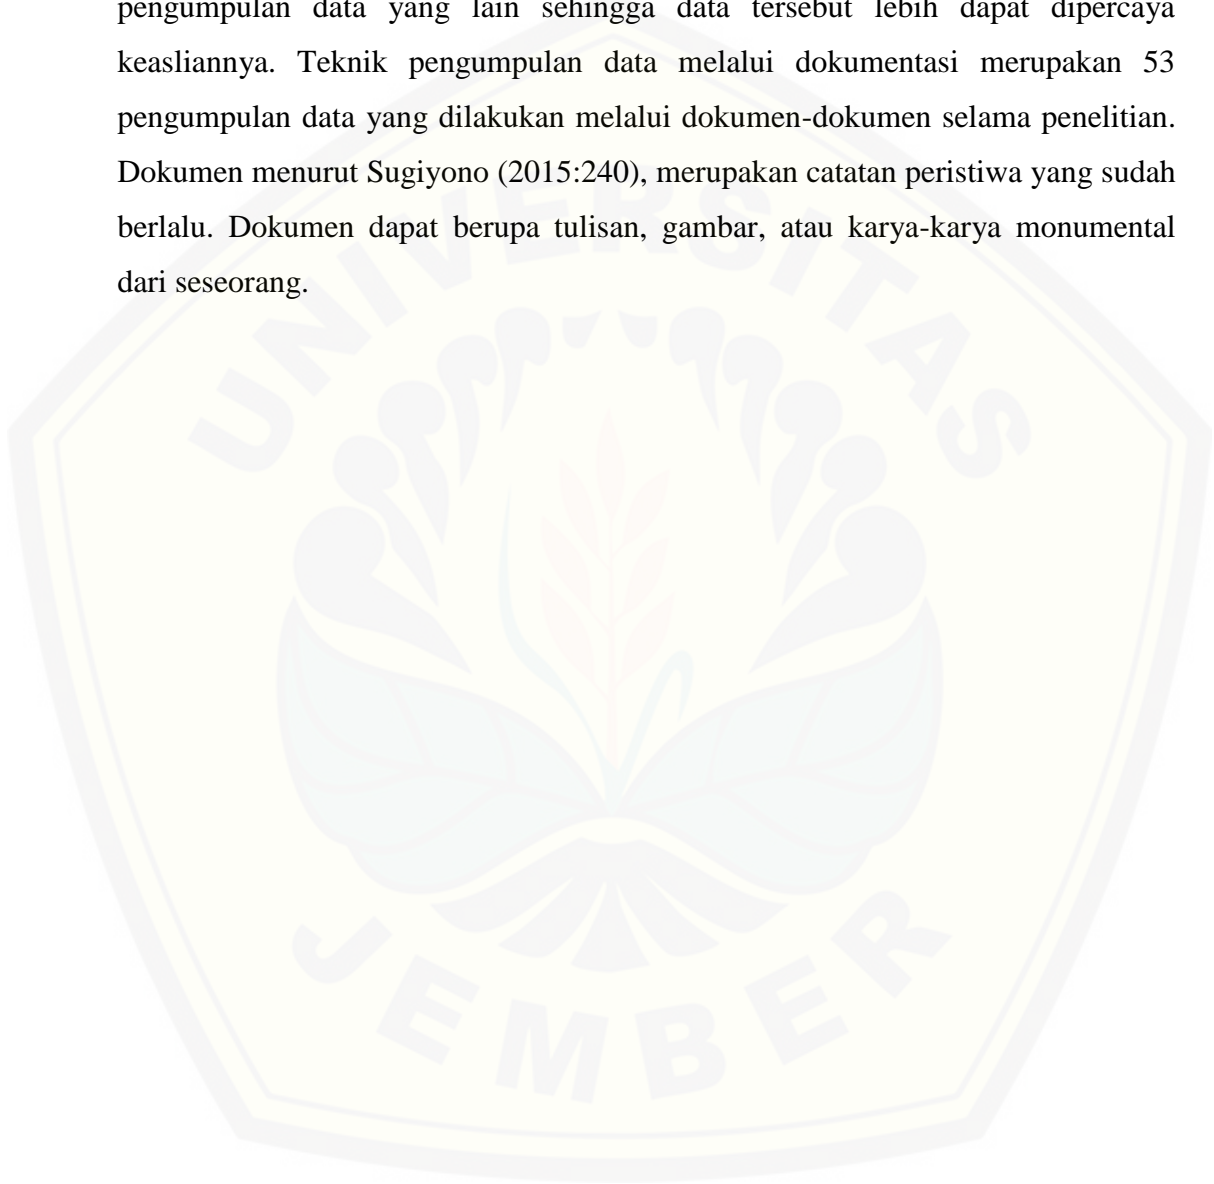 pengumpulan data yang lain sehingga data tersebut lebih dapat dipercaya
keasliannya. Teknik pengumpulan data melalui dokumentasi merupakan 53
pengumpulan data yang dilakukan melalui dokumen-dokumen selama penelitian.
Dokumen menurut Sugiyono (2015:240), merupakan catatan peristiwa yang sudah
berlalu. Dokumen dapat berupa tulisan, gambar, atau karya-karya monumental
dari seseorang.
UNIVERSITAS
JEMBER